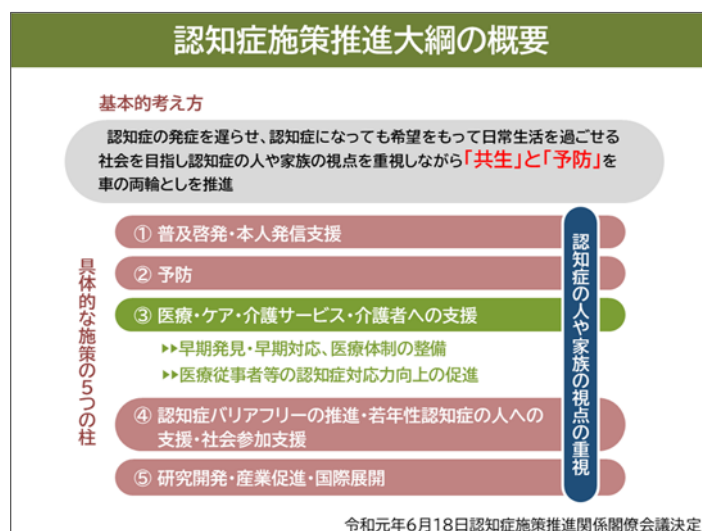 認知症施策推進大綱の概要
基本的考え方
認知症の発症を遅らせ、認知症になっても希望をもって日常生活を過ごせる
社会を目指し認知症の人や家族の視点を重視しながら「共生」と「予防」を
車の両輪としを推進
具体的な施策の5つの柱
① 普及啓発・本人発信支援
② 予防
③ 医療・ケア・介護サービス・介護者への支援
▸▸早期発見・早期対応、医療体制の整備
▸▸医療従事者等の認知症対応力向上の促進
④ 認知症バリアフリーの推進・若年性認知症の人への
支援・社会参加支援
⑤ 研究開発・産業促進・国際展開
認知症の人や家族の視点の重視
令和元年6月18日認知症施策推進関係閣僚会議決定